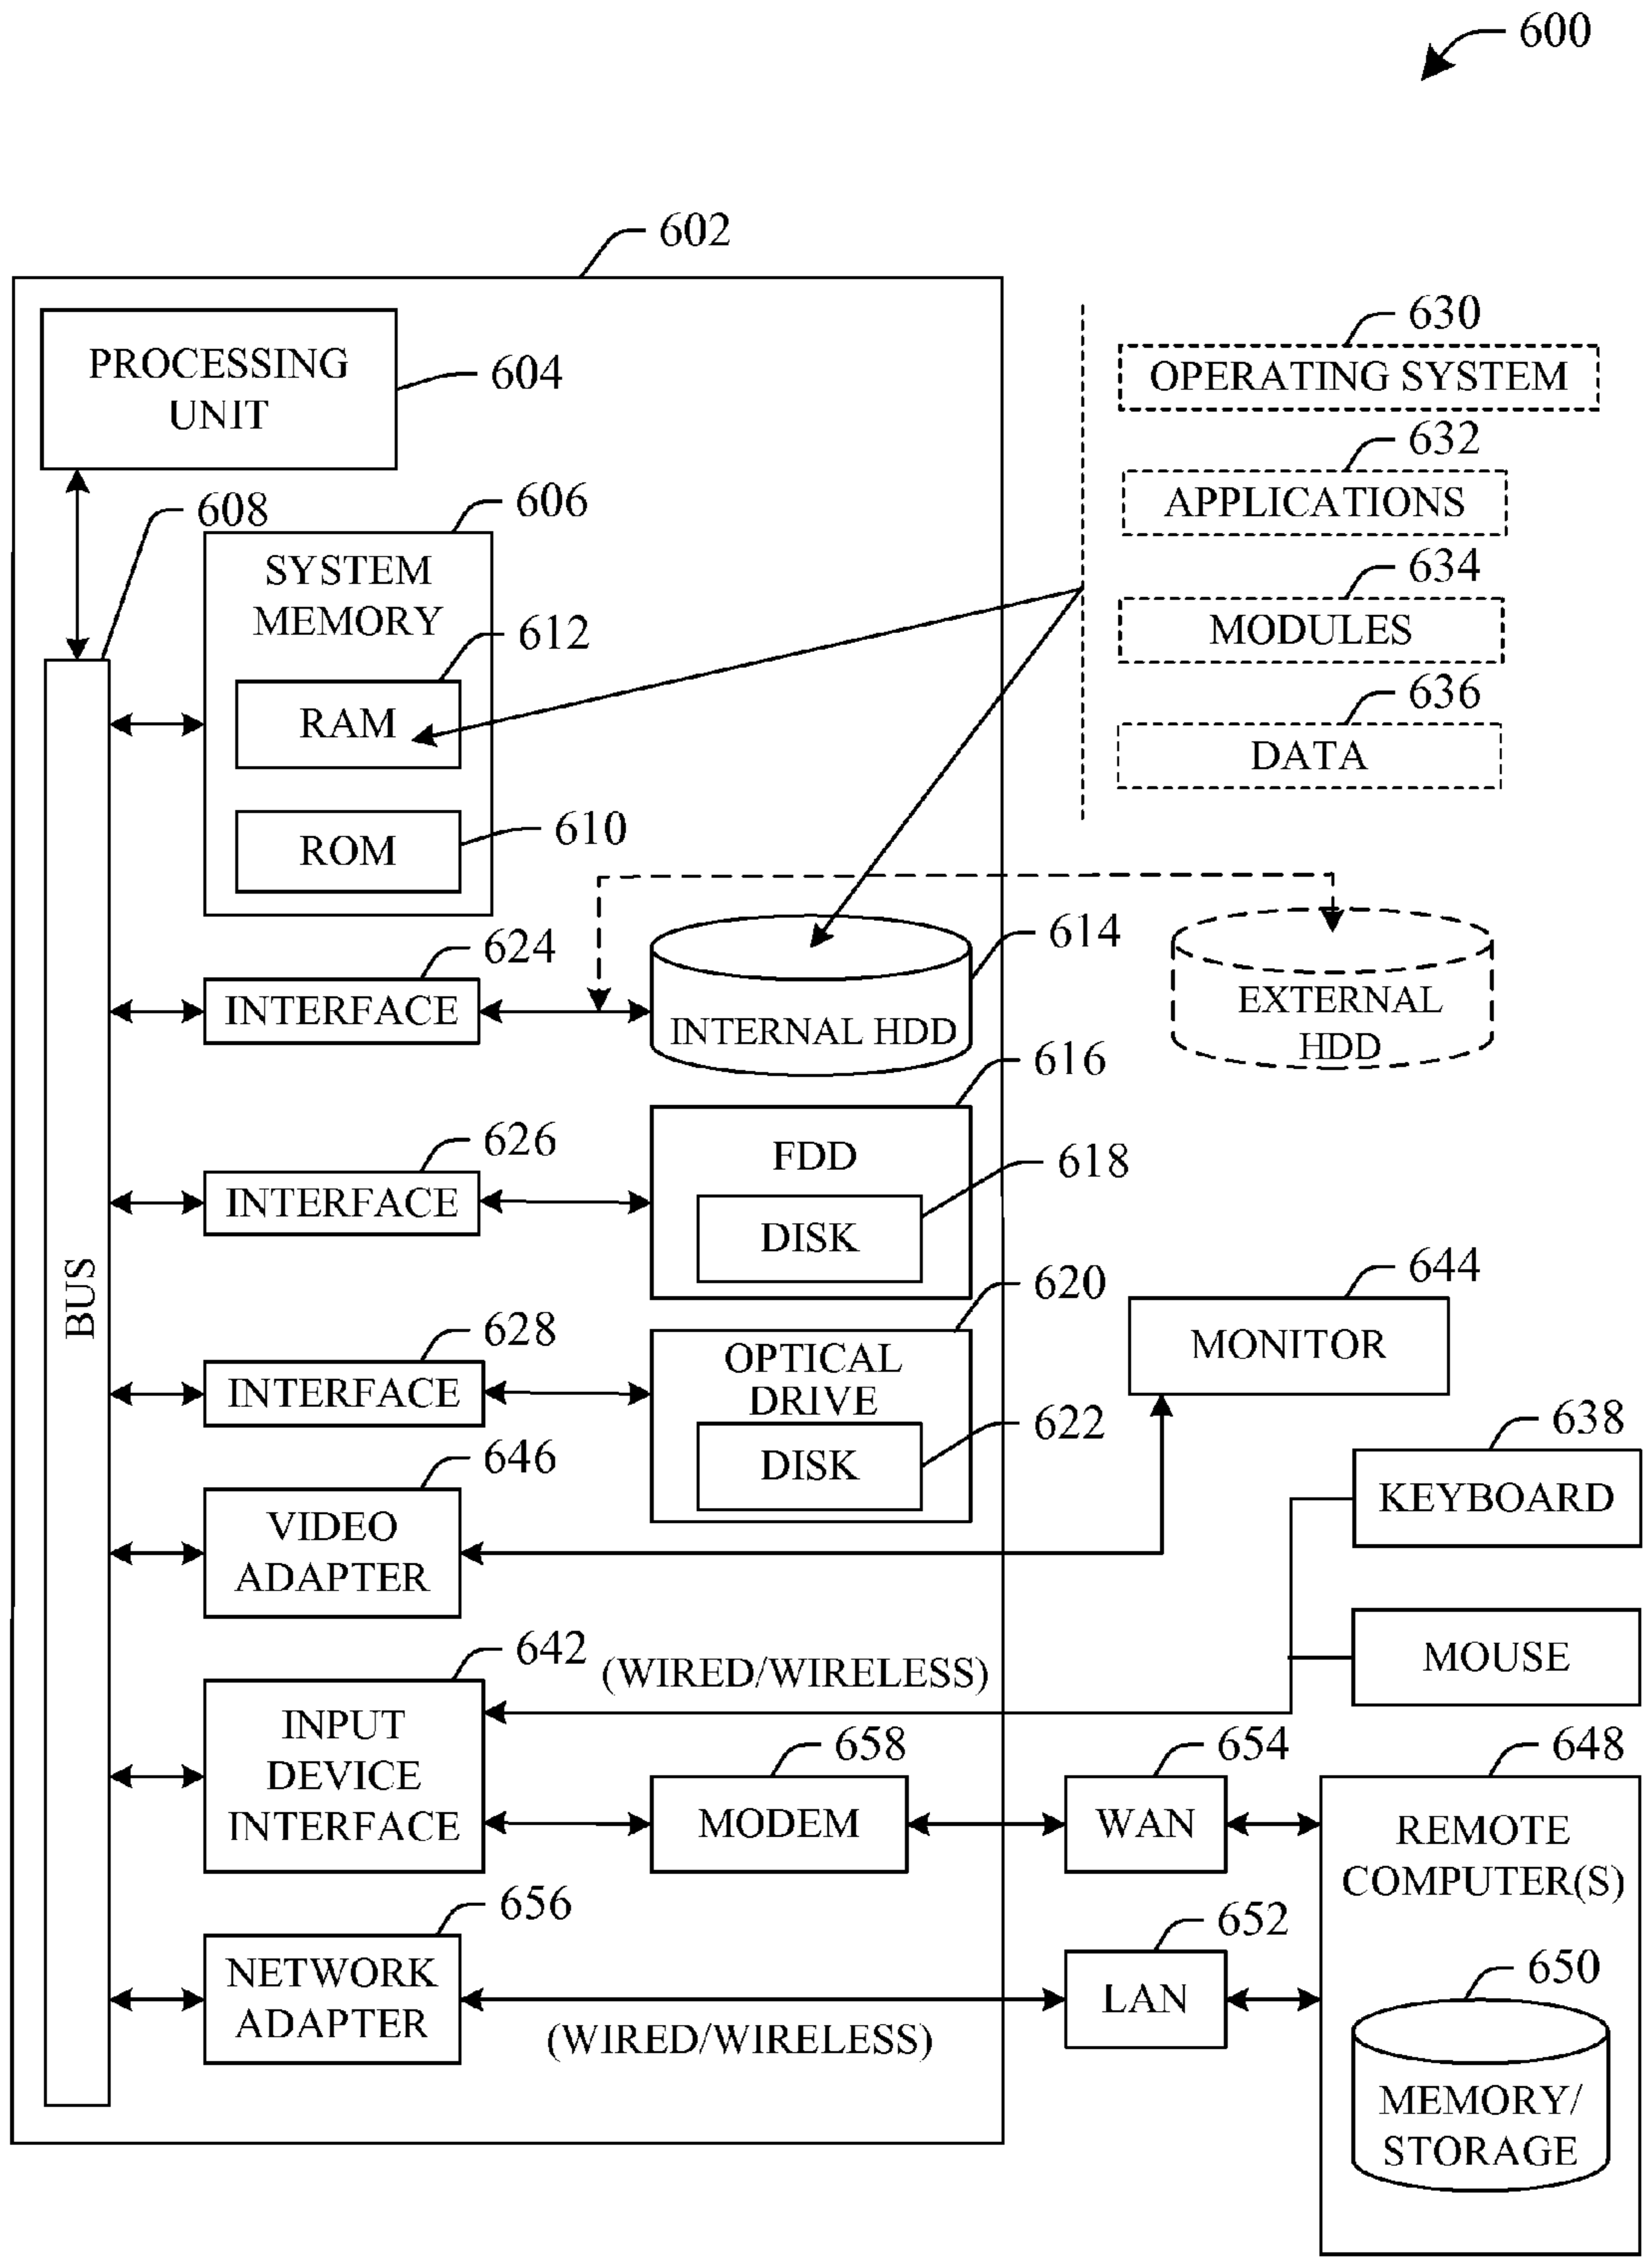 600
602
PROCESSING
UNIT
604
630
OPERATING SYSTEM
632
APPLICATIONS
634
MODULES
636
DATA
608
606
SYSTEM
MEMORY
612
RAM
610
ROM
BUS
624
INTERFACE
614
INTERNAL HDD
EXTERNAL
HDD
626
INTERFACE
616
FDD
618
DISK
628
INTERFACE
620
OPTICAL
DRIVE
622
DISK
644
MONITOR
646
VIDEO
ADAPTER
638
KEYBOARD
MOUSE
642
INPUT
DEVICE
INTERFACE
(WIRED/WIRELESS)
658
MODEM
654
WAN
648
REMOTE
COMPUTER(S)
656
NETWORK
ADAPTER
(WIRED/WIRELESS)
652
LAN
650
MEMORY/
STORAGE